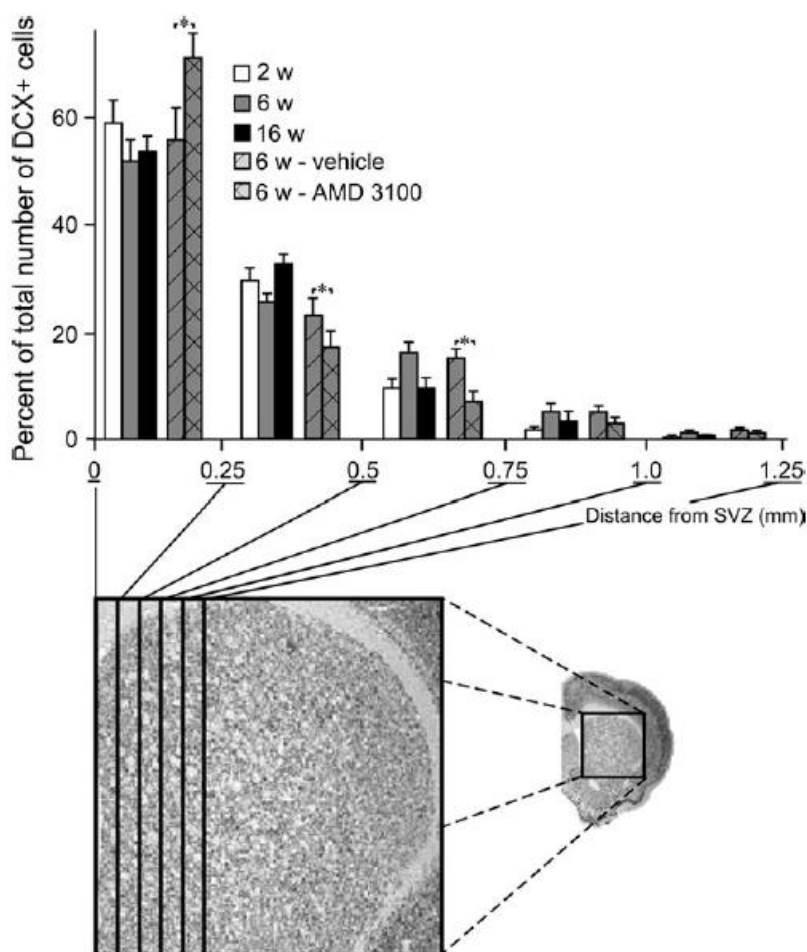 Percent of total number of DCX+ cells
60
40
20
0
*
2 w
6 w
16 w
6 w - vehicle
6 w - AMD 3100
*
*
0
0.25
0.5
0.75
1.0
1.25
Distance from SVZ (mm)